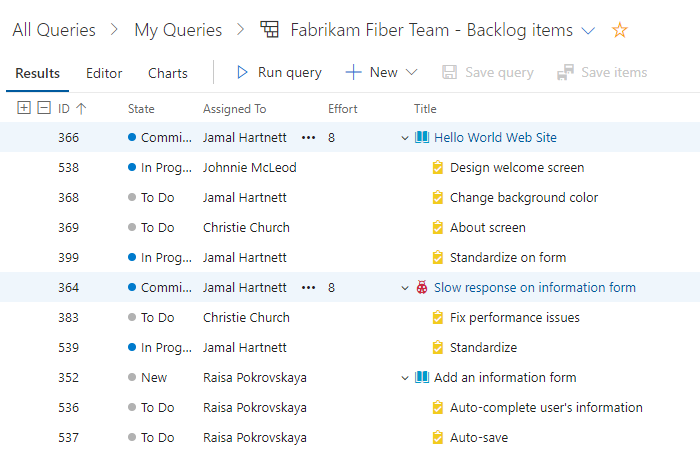 All Queries > My Queries > Fabrikam Fiber Team - Backlog items
Results Editor Charts Run query New Save query Save items
ID State Assigned To Effort Title
366 Commi... Jamal Hartnett ... 8 Hello World Web Site
538 In Prog... Johnnie McLeod Design welcome screen
368 To Do Jamal Hartnett Change background color
369 To Do Christie Church About screen
399 In Prog... Jamal Hartnett Standardize on form
364 Commi... Jamal Hartnett ... 8 Slow response on information form
383 To Do Christie Church Fix performance issues
539 In Prog... Jamal Hartnett Standardize
352 New Raisa Pokrovskaya Add an information form
536 To Do Raisa Pokrovskaya Auto-complete user's information
537 To Do Raisa Pokrovskaya Auto-save